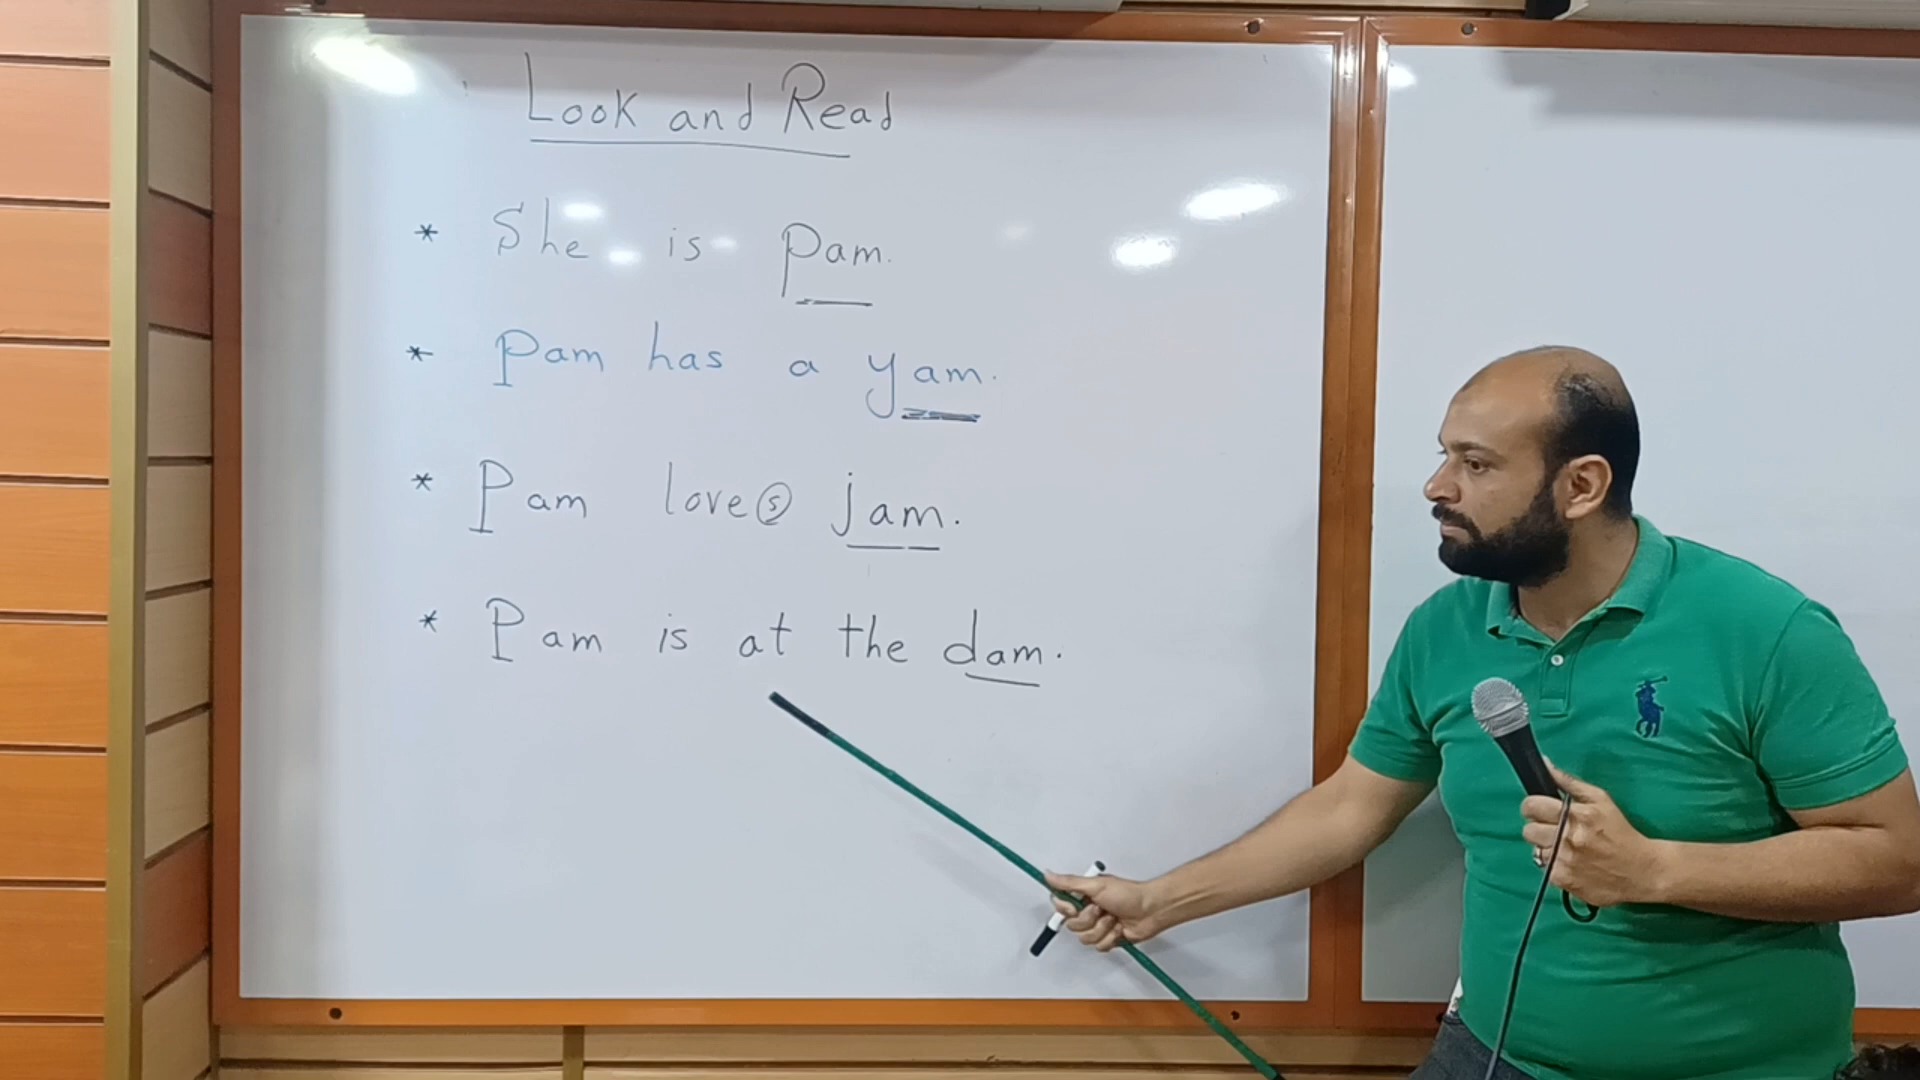 Look and Read
* She is Pam.
* Pam has a yam.
* Pam loves jam.
* Pam is at the dam.